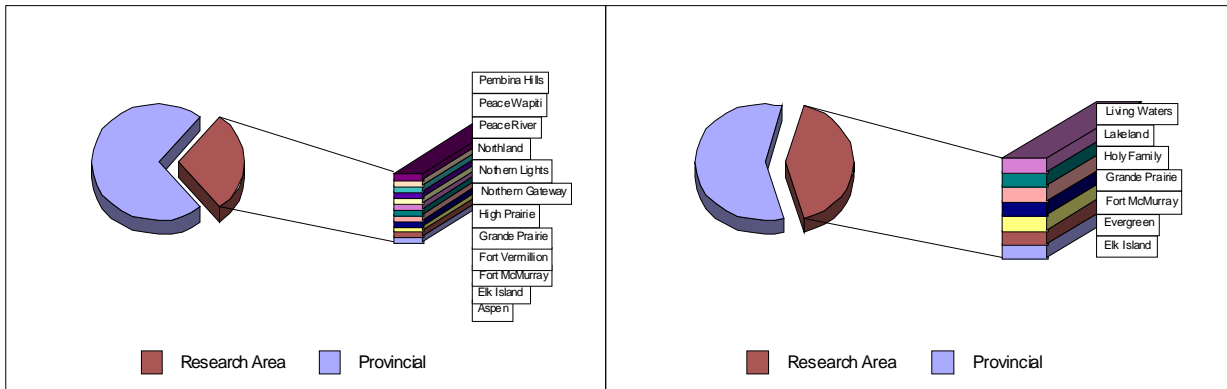 Pembina Hills
Peace Wapiti
Peace River
Northland
Nothern Lights
Northern Gateway
High Prairie
Grande Prairie
Fort Vermillion
Fort McMurray
Elk Island
Aspen
Research Area
Provincial
Living Waters
Lakeland
Holy Family
Grande Prairie
Fort McMurray
Evergreen
Elk Island
Research Area
Provincial